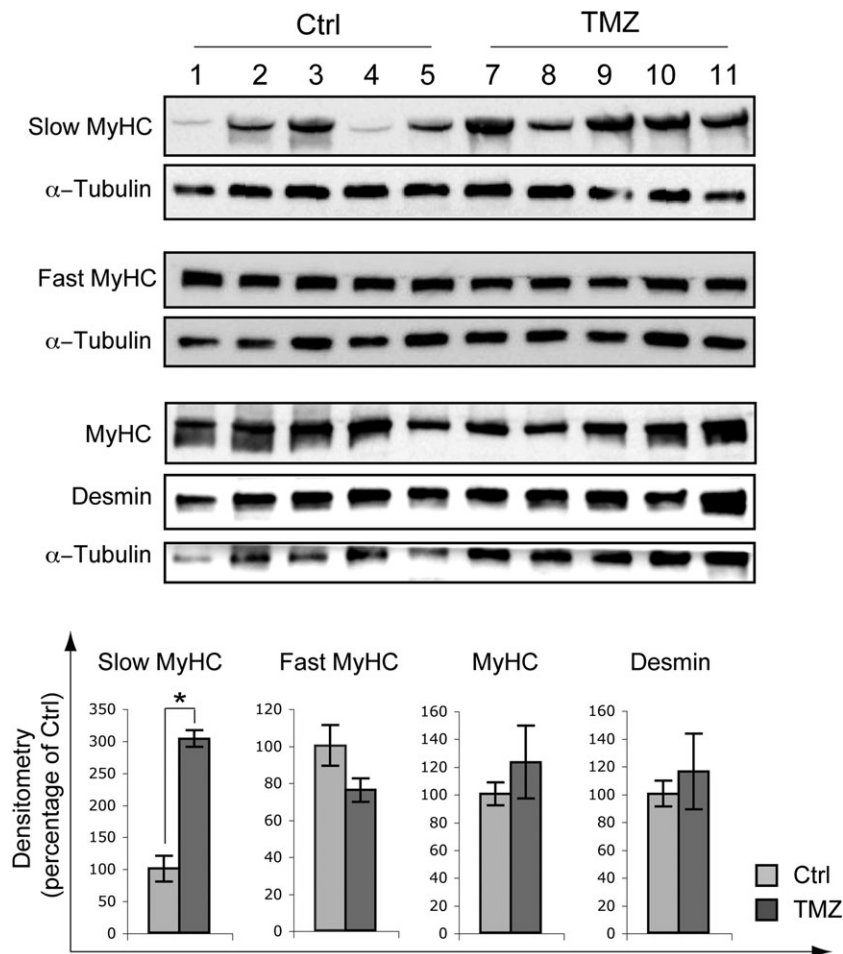 Ctrl TMZ
1 2 3 4 5 7 8 9 10 11
Slow MyHC
α–Tubulin
Fast MyHC
α–Tubulin
MyHC
Desmin
α–Tubulin
Densitometry
(percentage of Ctrl)
Slow MyHC
*
350
300
250
200
150
100
50
0
Fast MyHC
120
100
80
60
40
20
0
MyHC
160
140
120
100
80
60
40
20
0
Desmin
160
140
120
100
80
60
40
20
0
Ctrl
TMZ